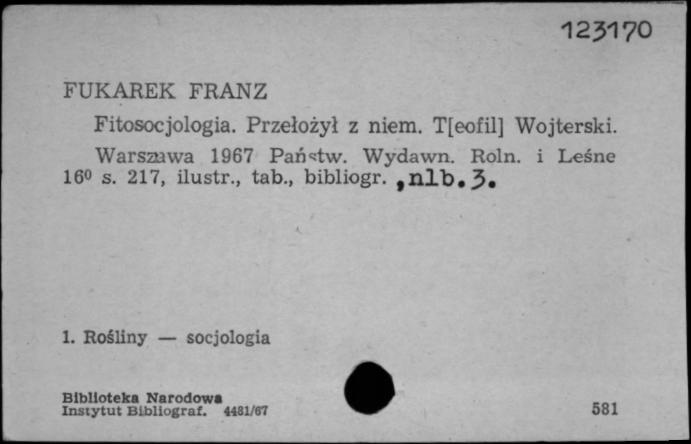 123170
FUKAREK FRANZ
Fitosocjologia. Przełożył z niem. T[eofil] Wojterski.
Warszawa 1967 Państw. Wydawn. Roln. i Leśne
16⁰ s. 217, ilustr., tab., bibliogr. ,nlb.3.
1. Rośliny — socjologia
Biblioteka Narodowa
Instytut Bibliograf. 4481/67
581